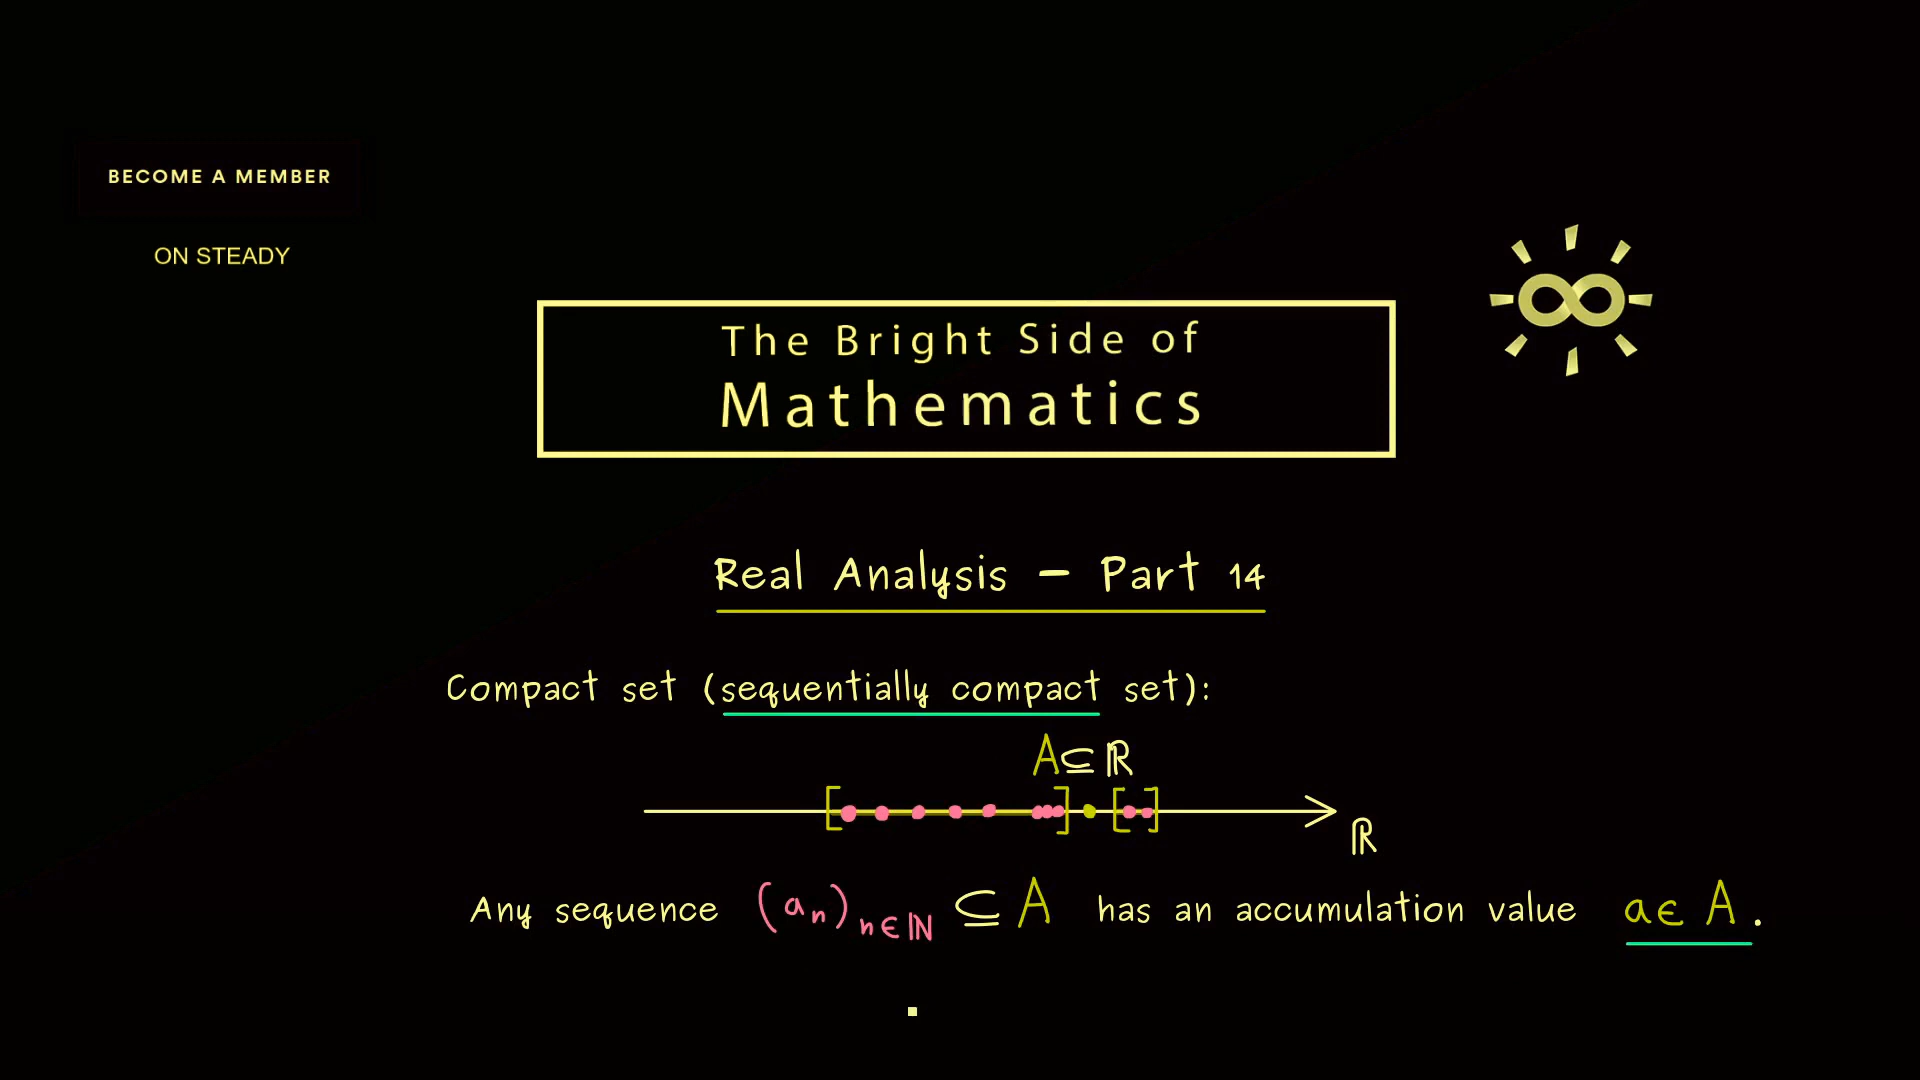 BECOME A MEMBER
ON STEADY
The Bright Side of
Mathematics
Real Analysis – Part 14
Compact set (sequentially compact set):
A ⊆ ℝ
ℝ
Any sequence (aₙ)ₙ∈ℕ ⊆ A has an accumulation value a ∈ A.